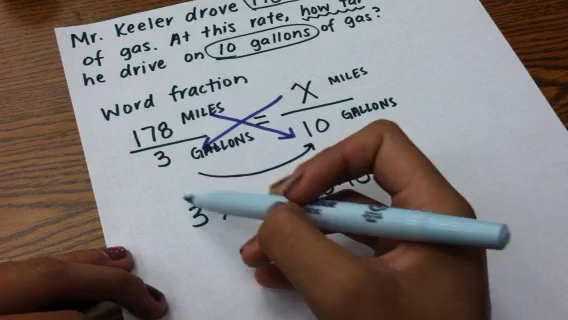 Mr. Keeler drove
of gas. At this rate, how far
he drive on 10 gallons of gas?
Word fraction
178 MILES = X MILES
3 GALLONS 10 GALLONS
3